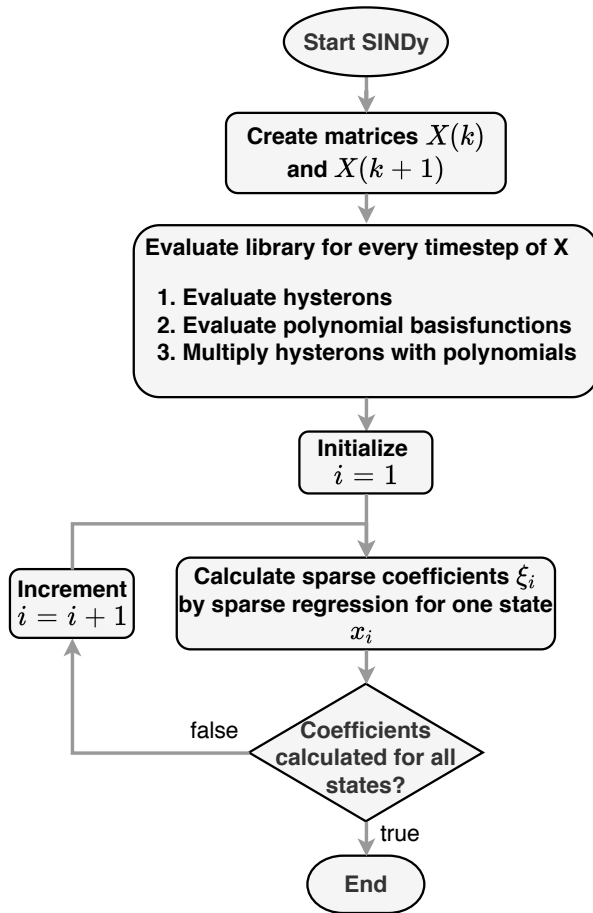 Start SINDy
Create matrices X(k)
and X(k + 1)
Evaluate library for every timestep of X
1. Evaluate hysterons
2. Evaluate polynomial basisfunctions
3. Multiply hysterons with polynomials
Initialize
i = 1
Increment
i = i + 1
Calculate sparse coefficients ξ_i
by sparse regression for one state
x_i
false
Coefficients
calculated for all
states?
true
End